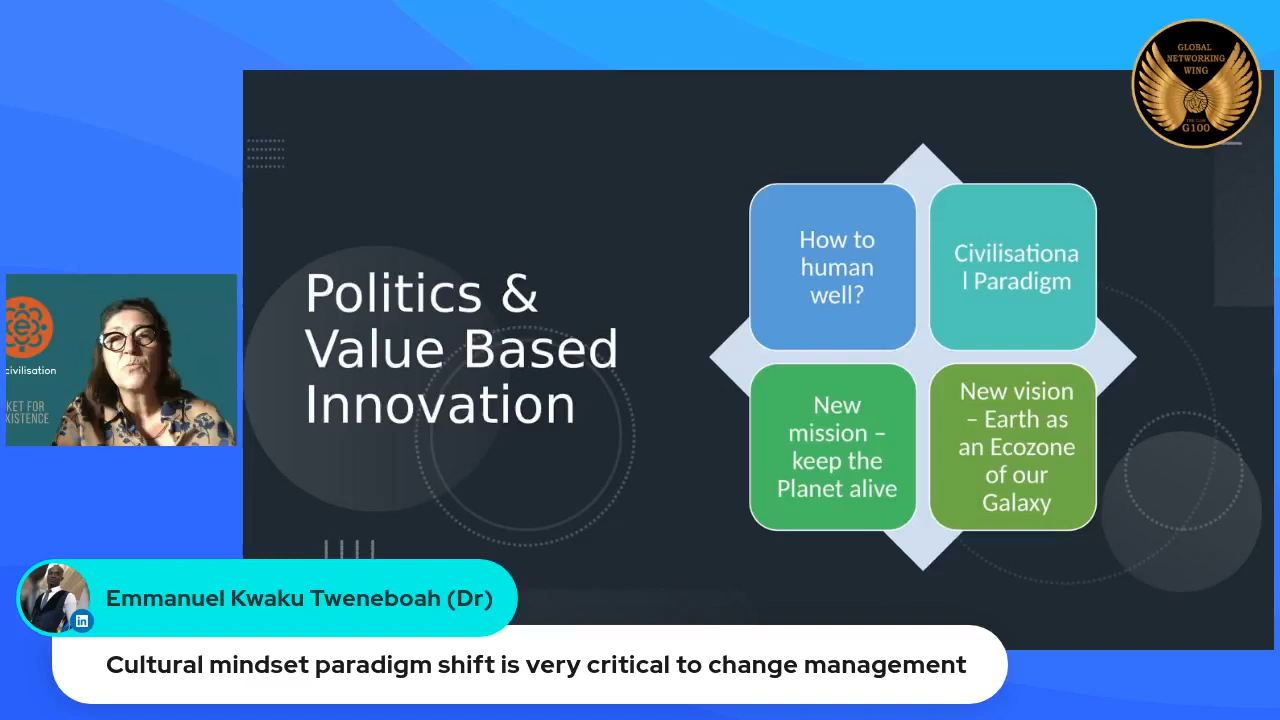 GLOBAL
NETWORKING
WING
G100
Politics &
Value Based
Innovation
How to
human
well?
Civilisationa
l Paradigm
New
mission –
keep the
Planet alive
New vision
– Earth as
an Ecozone
of our
Galaxy
e
civilisation
KET FOR
XISTENCE
Emmanuel Kwaku Tweneboah (Dr)
in
Cultural mindset paradigm shift is very critical to change management